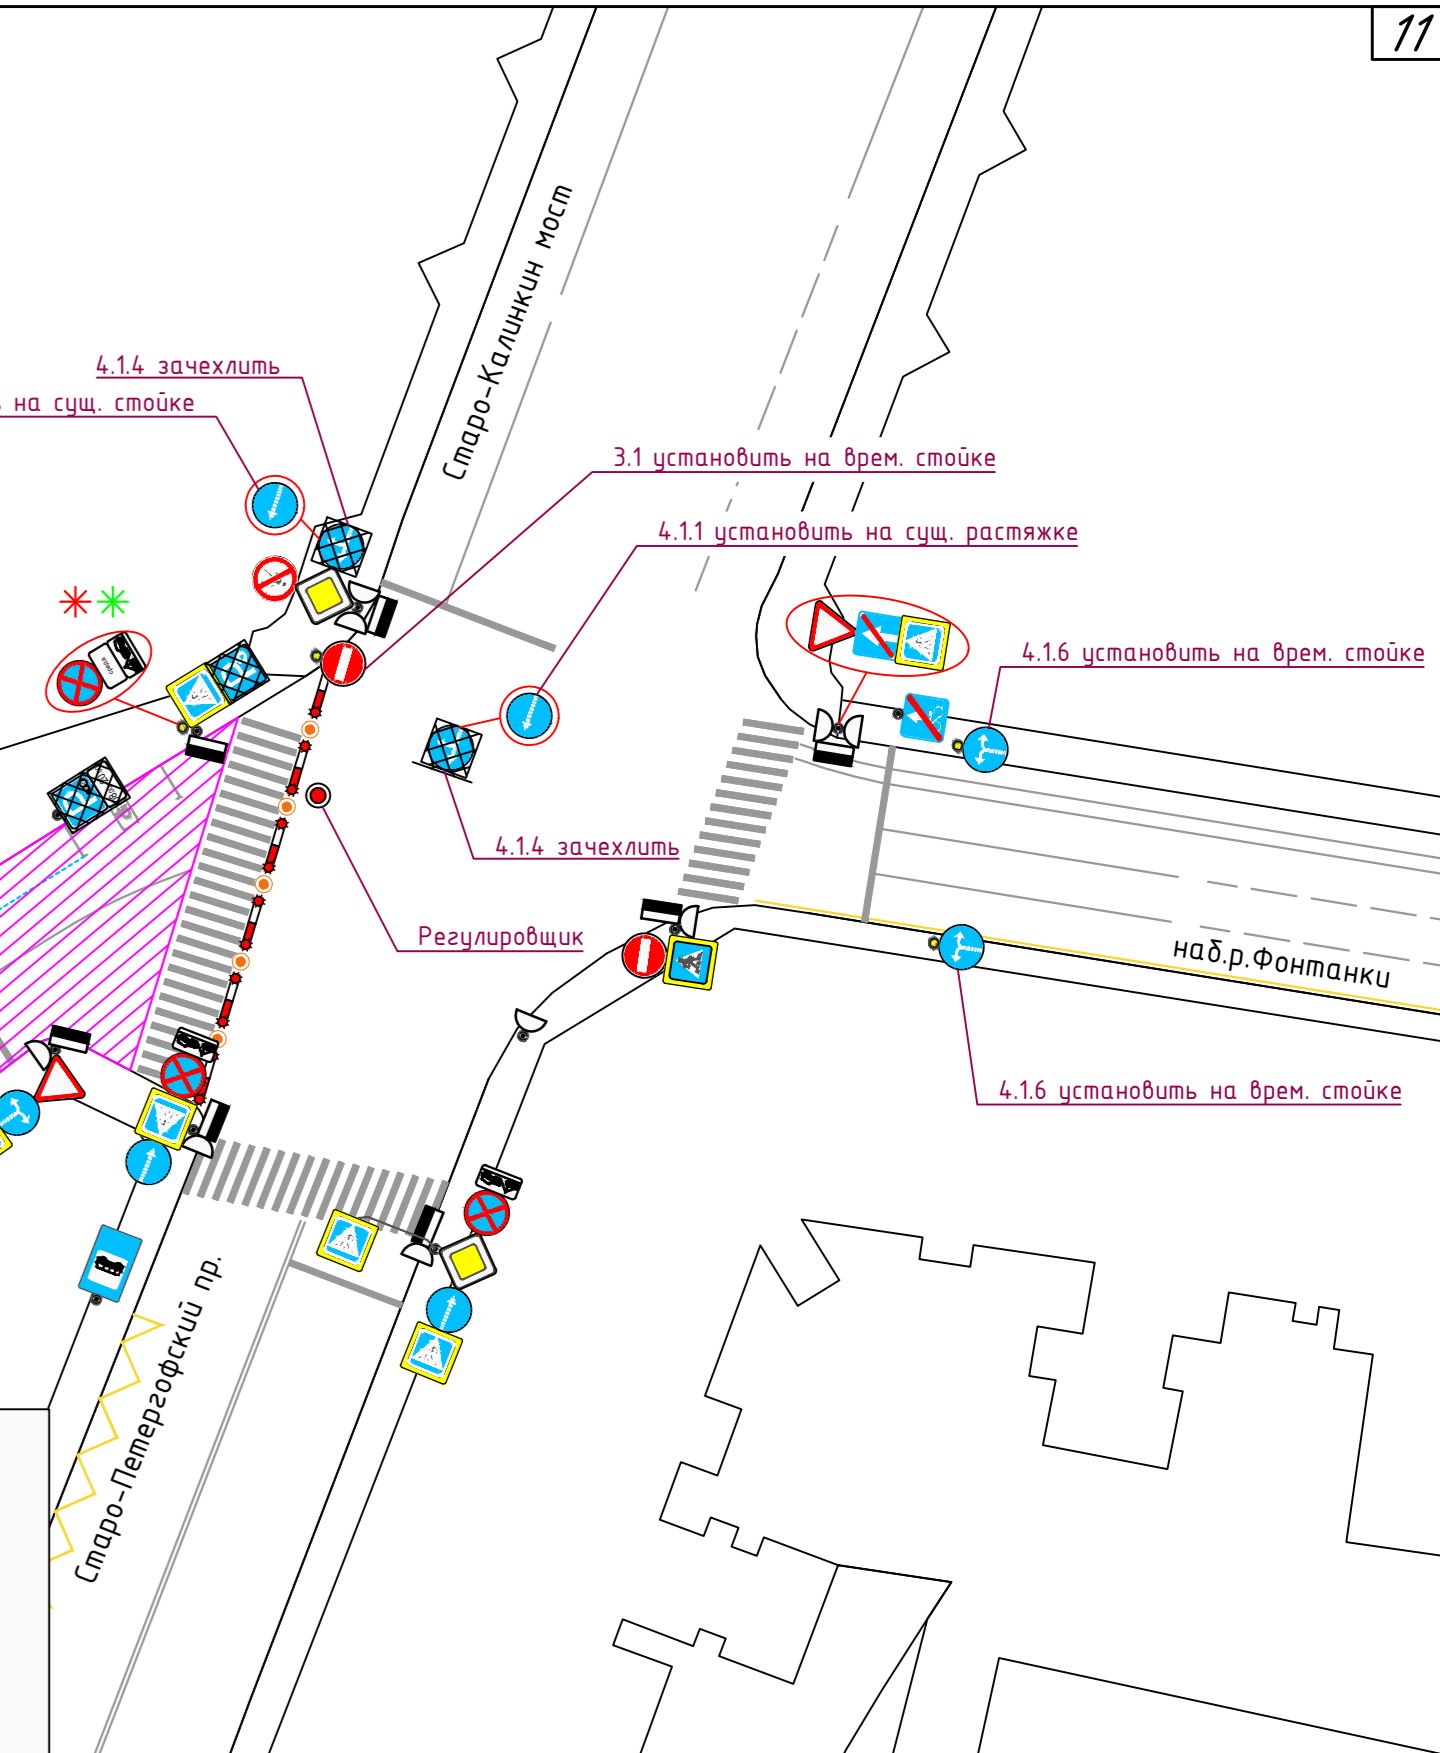 11
Старо-Калинкин мост
4.1.4 зачехлить
на сущ. стойке
3.1 установить на врем. стойке
4.1.1 установить на сущ. растяжке
4.1.6 установить на врем. стойке
4.1.4 зачехлить
Регулировщик
наб.р.Фонтанки
4.1.6 установить на врем. стойке
Старо-Петергофский пр.